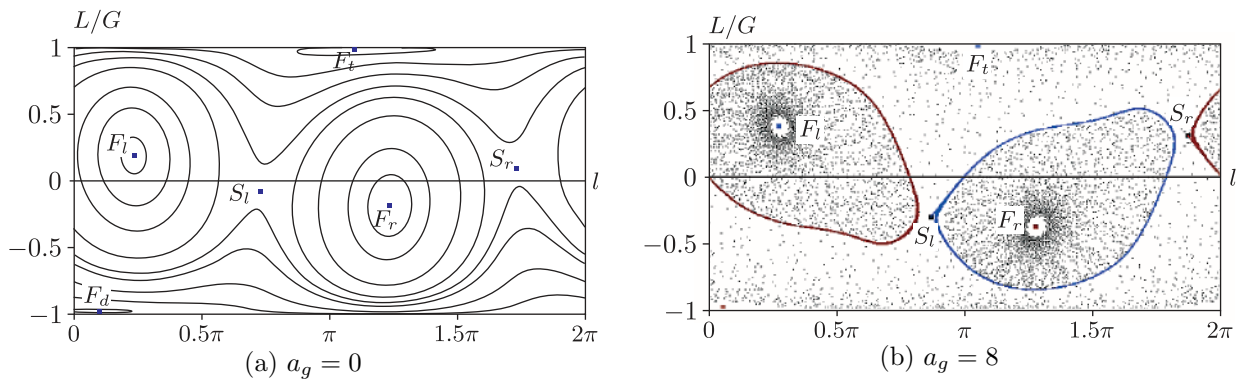 L/G
1
0.5
0
−0.5
−1
0
0.5π
π
1.5π
2π
l
F_t
F_l
S_r
S_l
F_r
F_d
(a) a_g = 0
L/G
1
0.5
0
−0.5
−1
0
0.5π
π
1.5π
2π
l
F_t
F_l
S_r
S_l
F_r
(b) a_g = 8